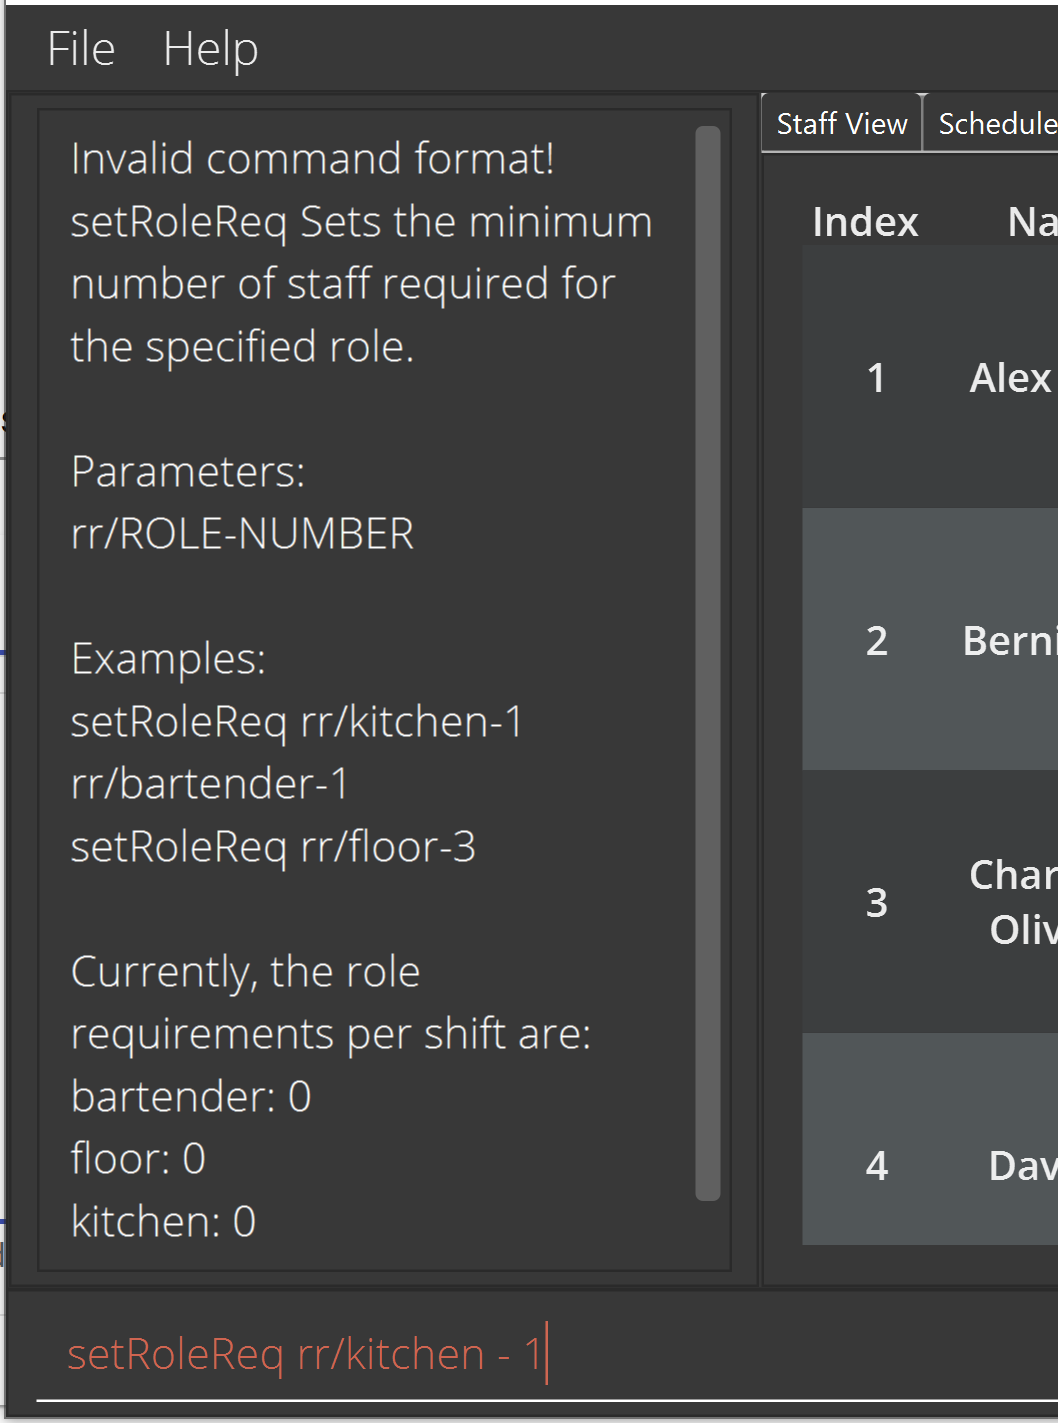 File Help
Invalid command format!
setRoleReq Sets the minimum
number of staff required for
the specified role.
Parameters:
rr/ROLE-NUMBER
Examples:
setRoleReq rr/kitchen-1
rr/bartender-1
setRoleReq rr/floor-3
Currently, the role
requirements per shift are:
bartender: 0
floor: 0
kitchen: 0
setRoleReq rr/kitchen - 1
Staff View Schedule
Index Na
1 Alex
2 Berni
3 Char
Oliv
4 Dav